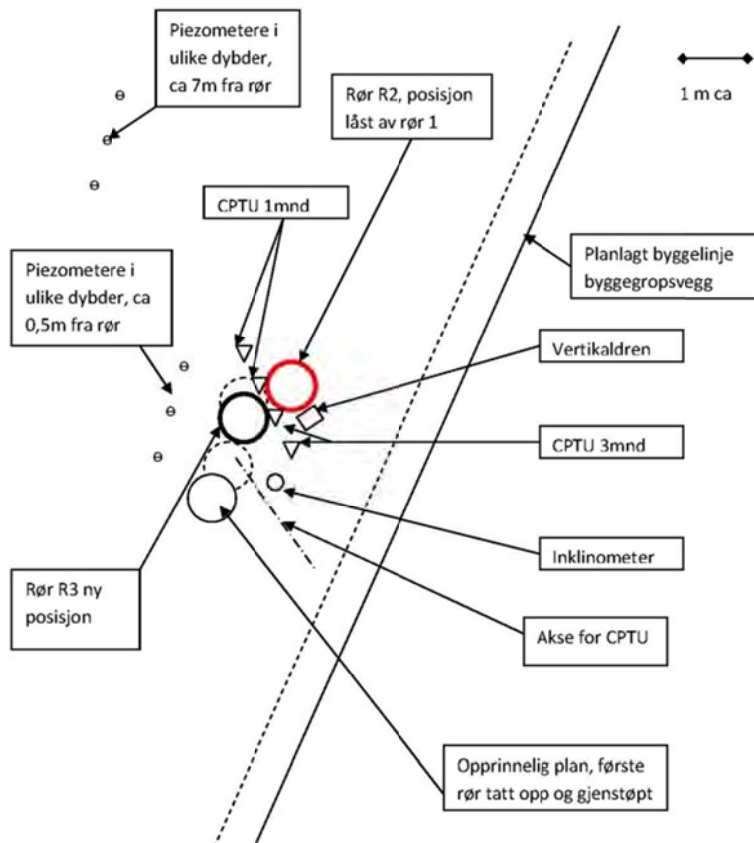 Piezometere i
ulike dybder,
ca 7m fra rør
Rør R2, posisjon
låst av rør 1
1 m ca
CPTU 1mnd
Planlagt byggelinje
byggegropsvegg
Piezometere i
ulike dybder, ca
0,5m fra rør
Vertikaldren
CPTU 3mnd
Inklinometer
Rør R3 ny
posisjon
Akse for CPTU
Opprinnelig plan, første
rør tatt opp og gjenstøpt